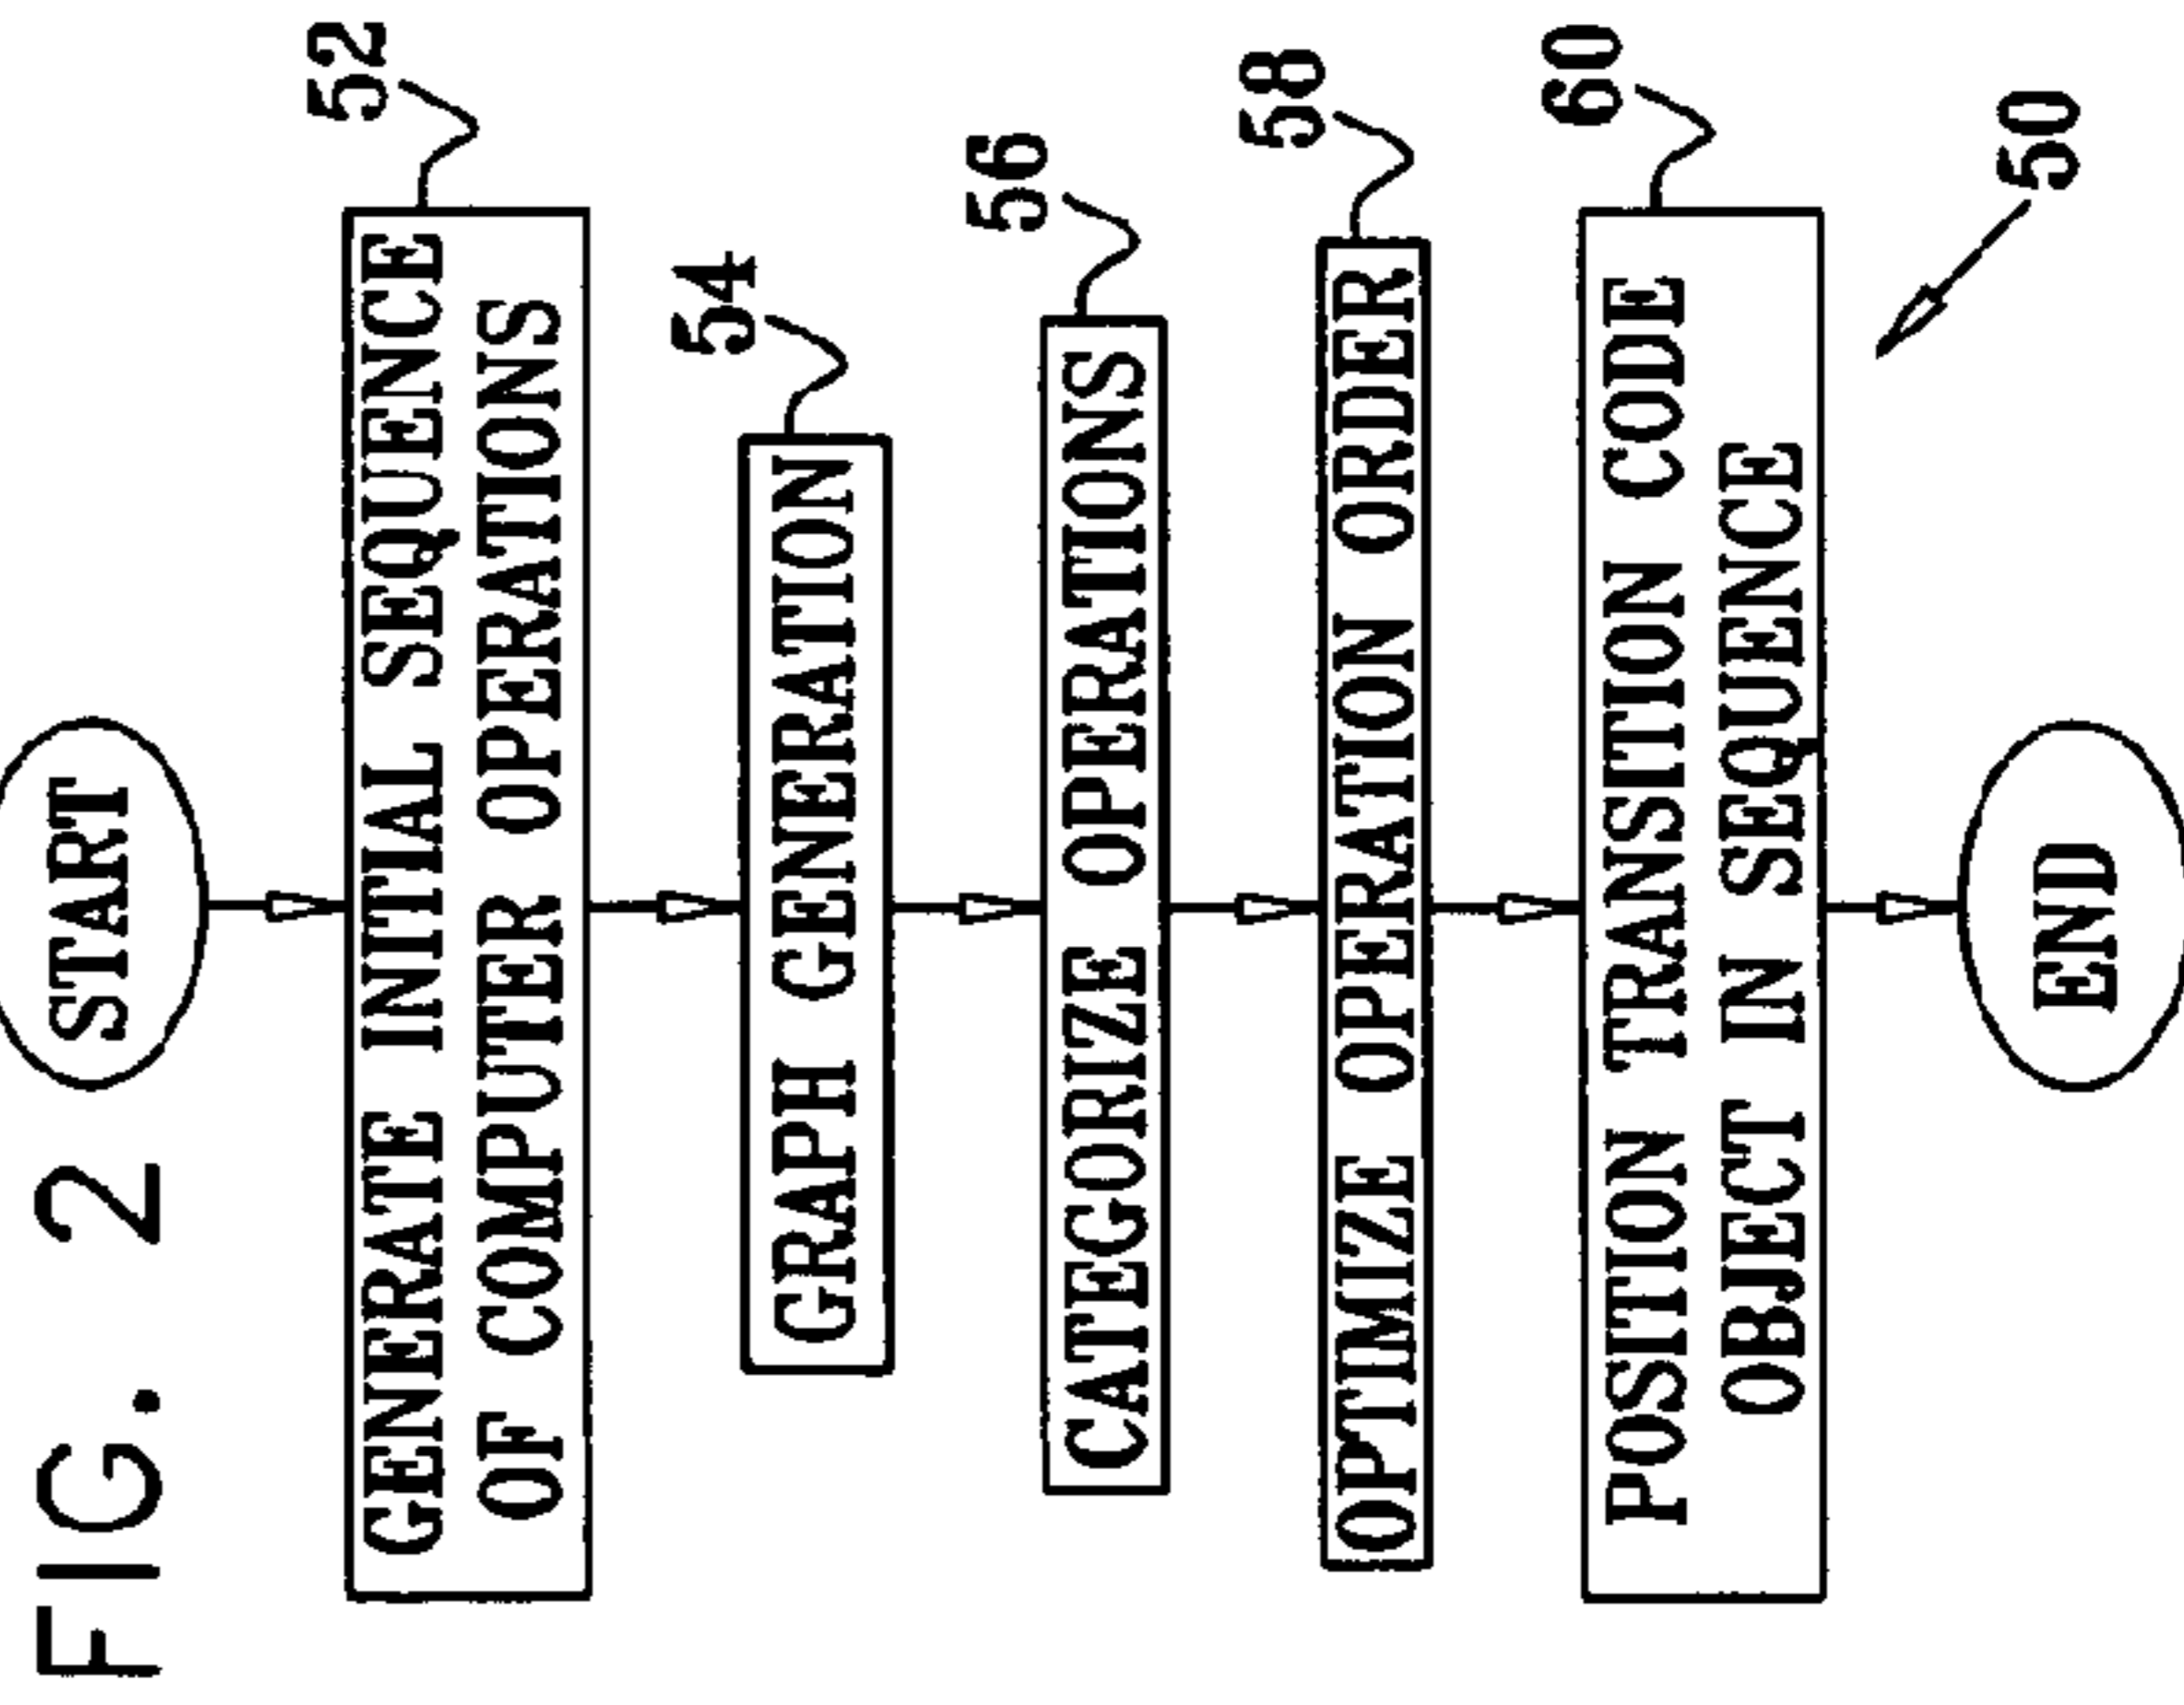 FIG. 2
START
GENERATE INITIAL SEQUENCE
OF COMPUTER OPERATIONS
52
GRAPH GENERATION
54
CATEGORIZE OPERATIONS
56
OPTIMIZE OPERATION ORDER
58
POSITION TRANSITION CODE
OBJECT IN SEQUENCE
60
END
50